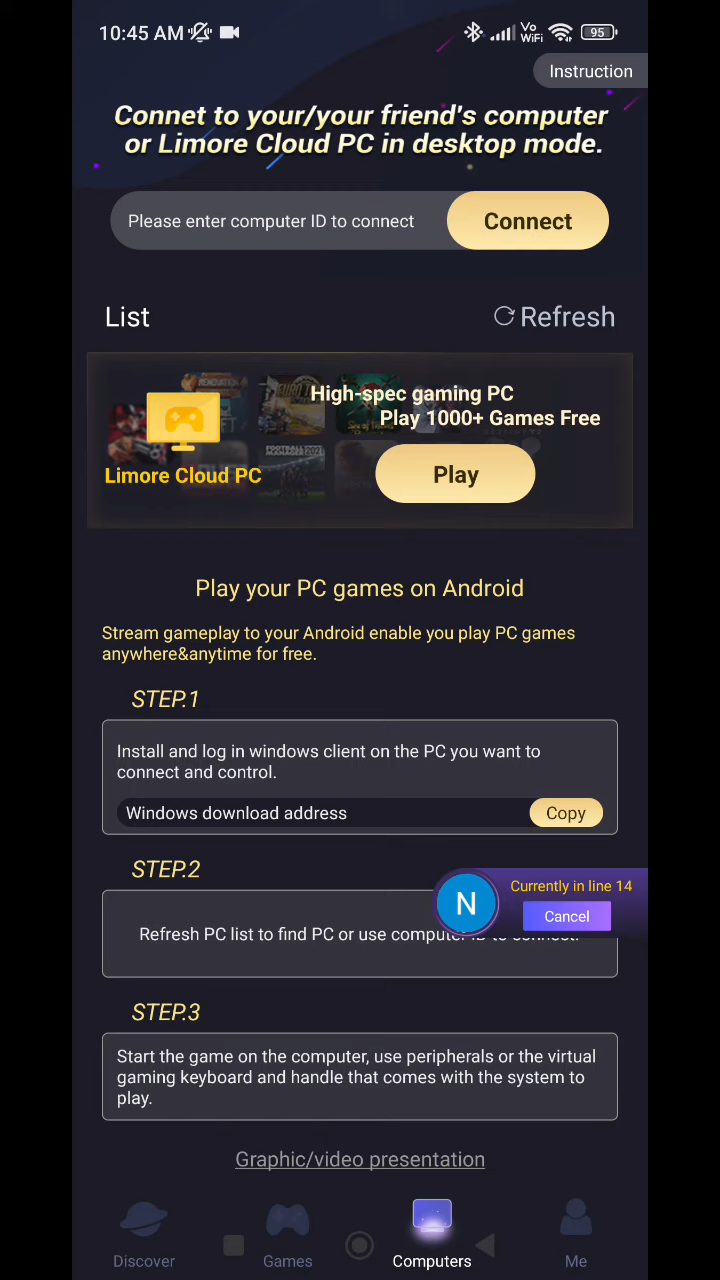 10:45 AM
Vo
WiFi
95
Instruction
Connet to your/your friend's computer
or Limore Cloud PC in desktop mode.
Please enter computer ID to connect
Connect
List
Refresh
High-spec gaming PC
Play 1000+ Games Free
Limore Cloud PC
Play
Play your PC games on Android
Stream gameplay to your Android enable you play PC games
anywhere&anytime for free.
STEP.1
Install and log in windows client on the PC you want to
connect and control.
Windows download address
Copy
STEP.2
N
Currently in line 14
Cancel
Refresh PC list to find PC or use computer ID to connect.
STEP.3
Start the game on the computer, use peripherals or the virtual
gaming keyboard and handle that comes with the system to
play.
Graphic/video presentation
Discover
Games
Computers
Me